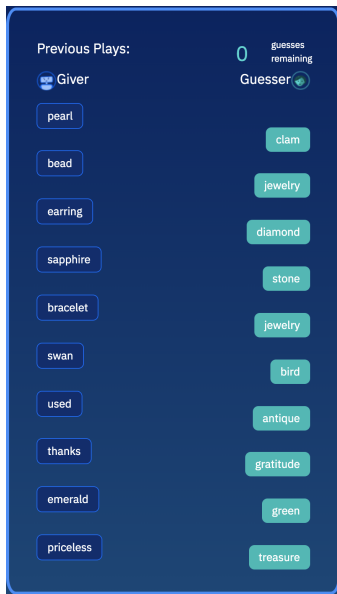 Previous Plays:
0 guesses
remaining
Giver
Guesser
pearl
clam
bead
jewelry
earring
diamond
sapphire
stone
bracelet
jewelry
swan
bird
used
antique
thanks
gratitude
emerald
green
priceless
treasure